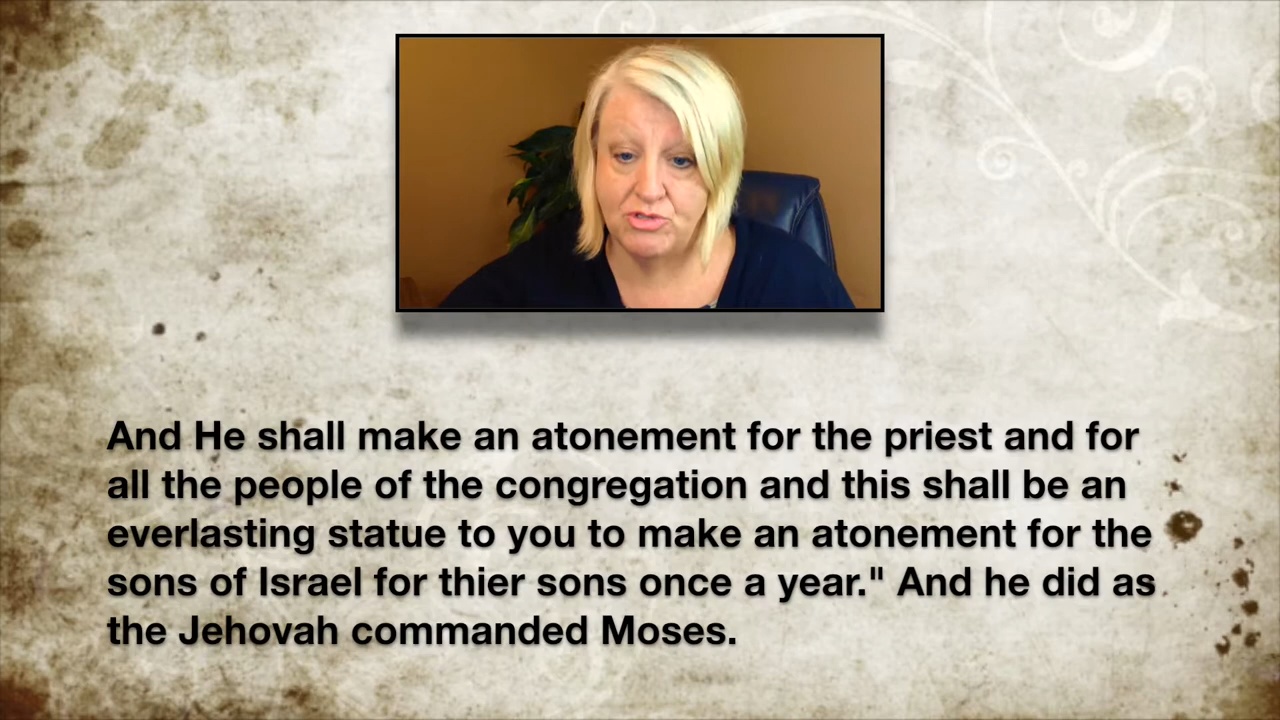 And He shall make an atonement for the priest and for
all the people of the congregation and this shall be an
everlasting statue to you to make an atonement for the
sons of Israel for thier sons once a year." And he did as
the Jehovah commanded Moses.